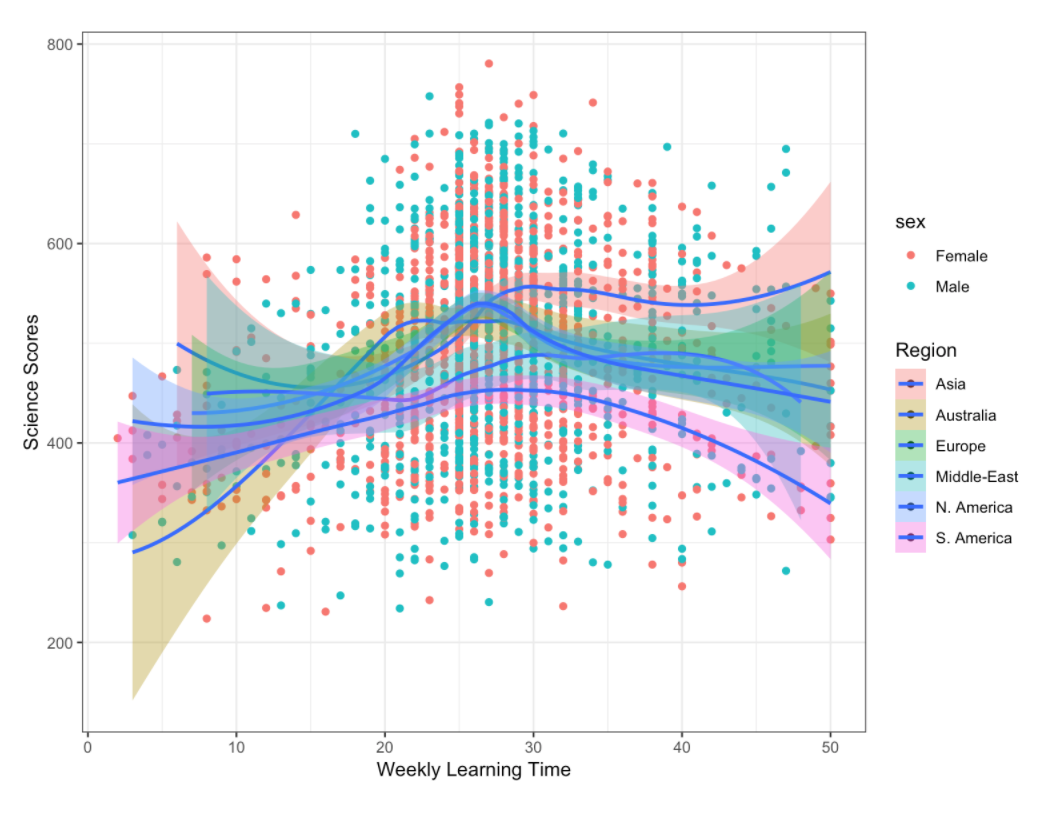 800
600
400
200
0
10
20
30
40
50
Science Scores
Weekly Learning Time
sex
Female
Male
Region
Asia
Australia
Europe
Middle-East
N. America
S. America